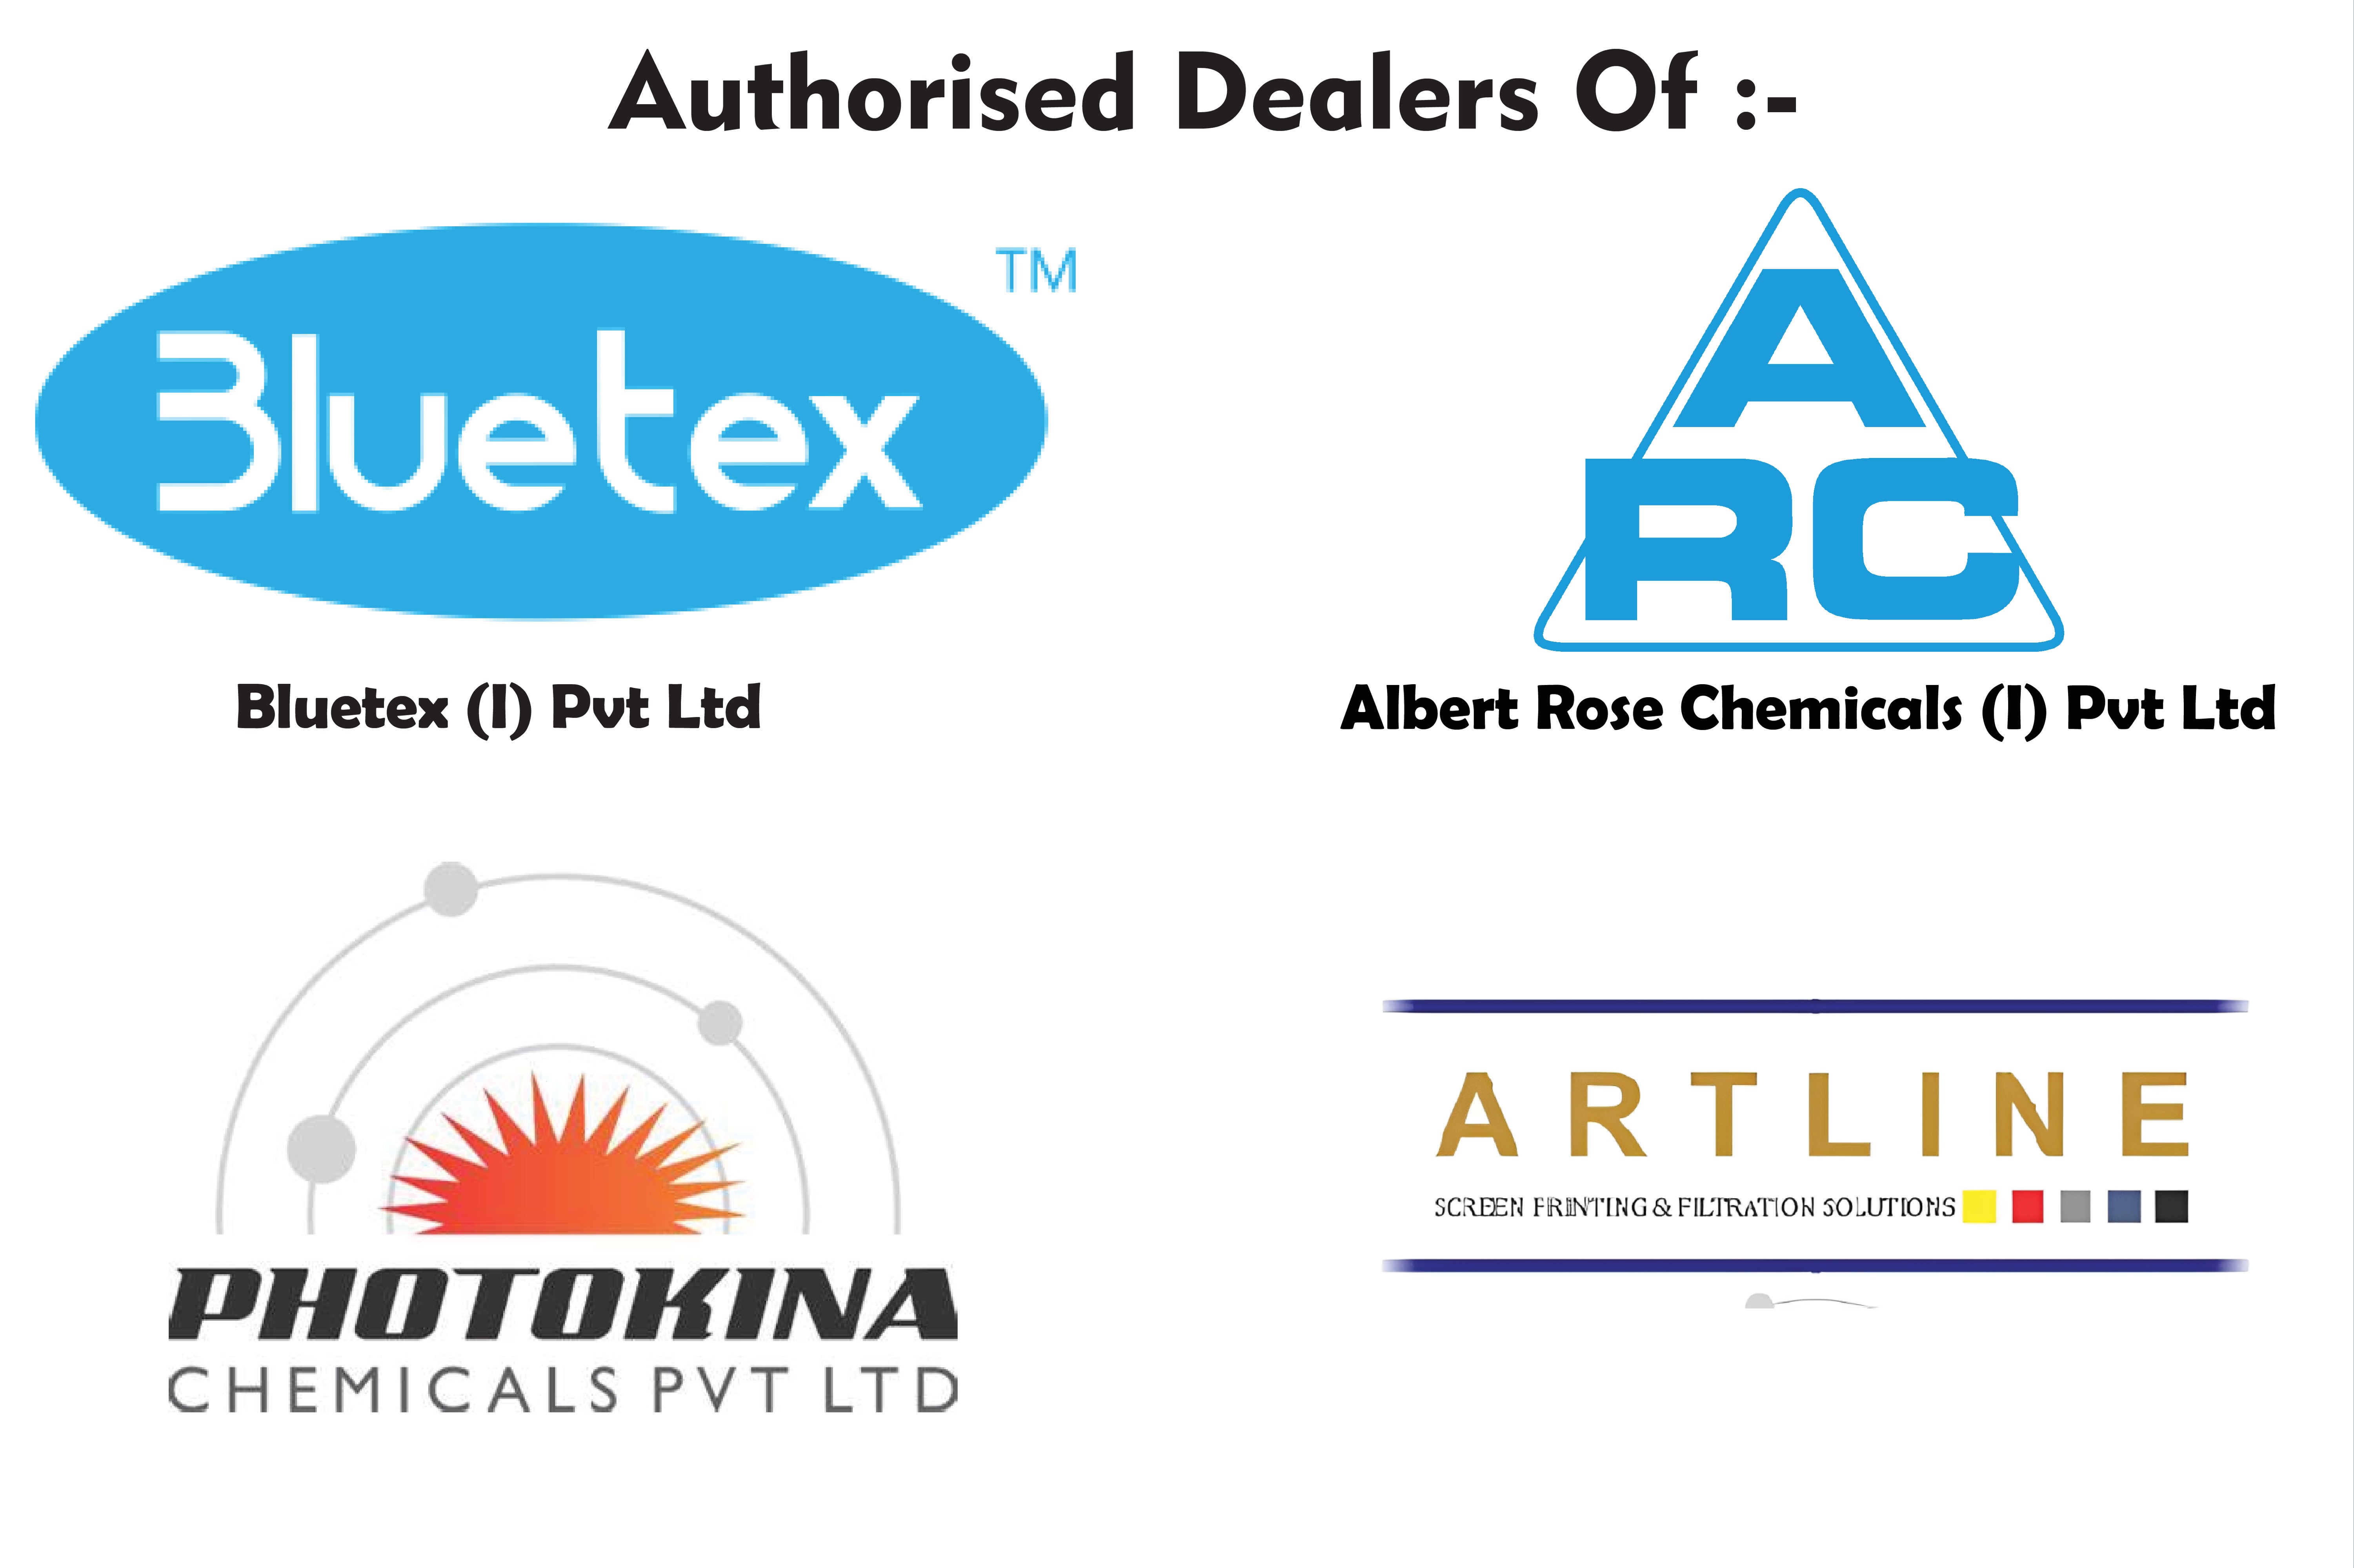 Authorised Dealers Of :-
Bluetex TM
A
RC
Bluetex (I) Pvt Ltd
Albert Rose Chemicals (I) Pvt Ltd
PHOTOKINA
CHEMICALS PVT LTD
ARTLINE
SCREEN PRINTING & FILTRATION SOLUTIONS